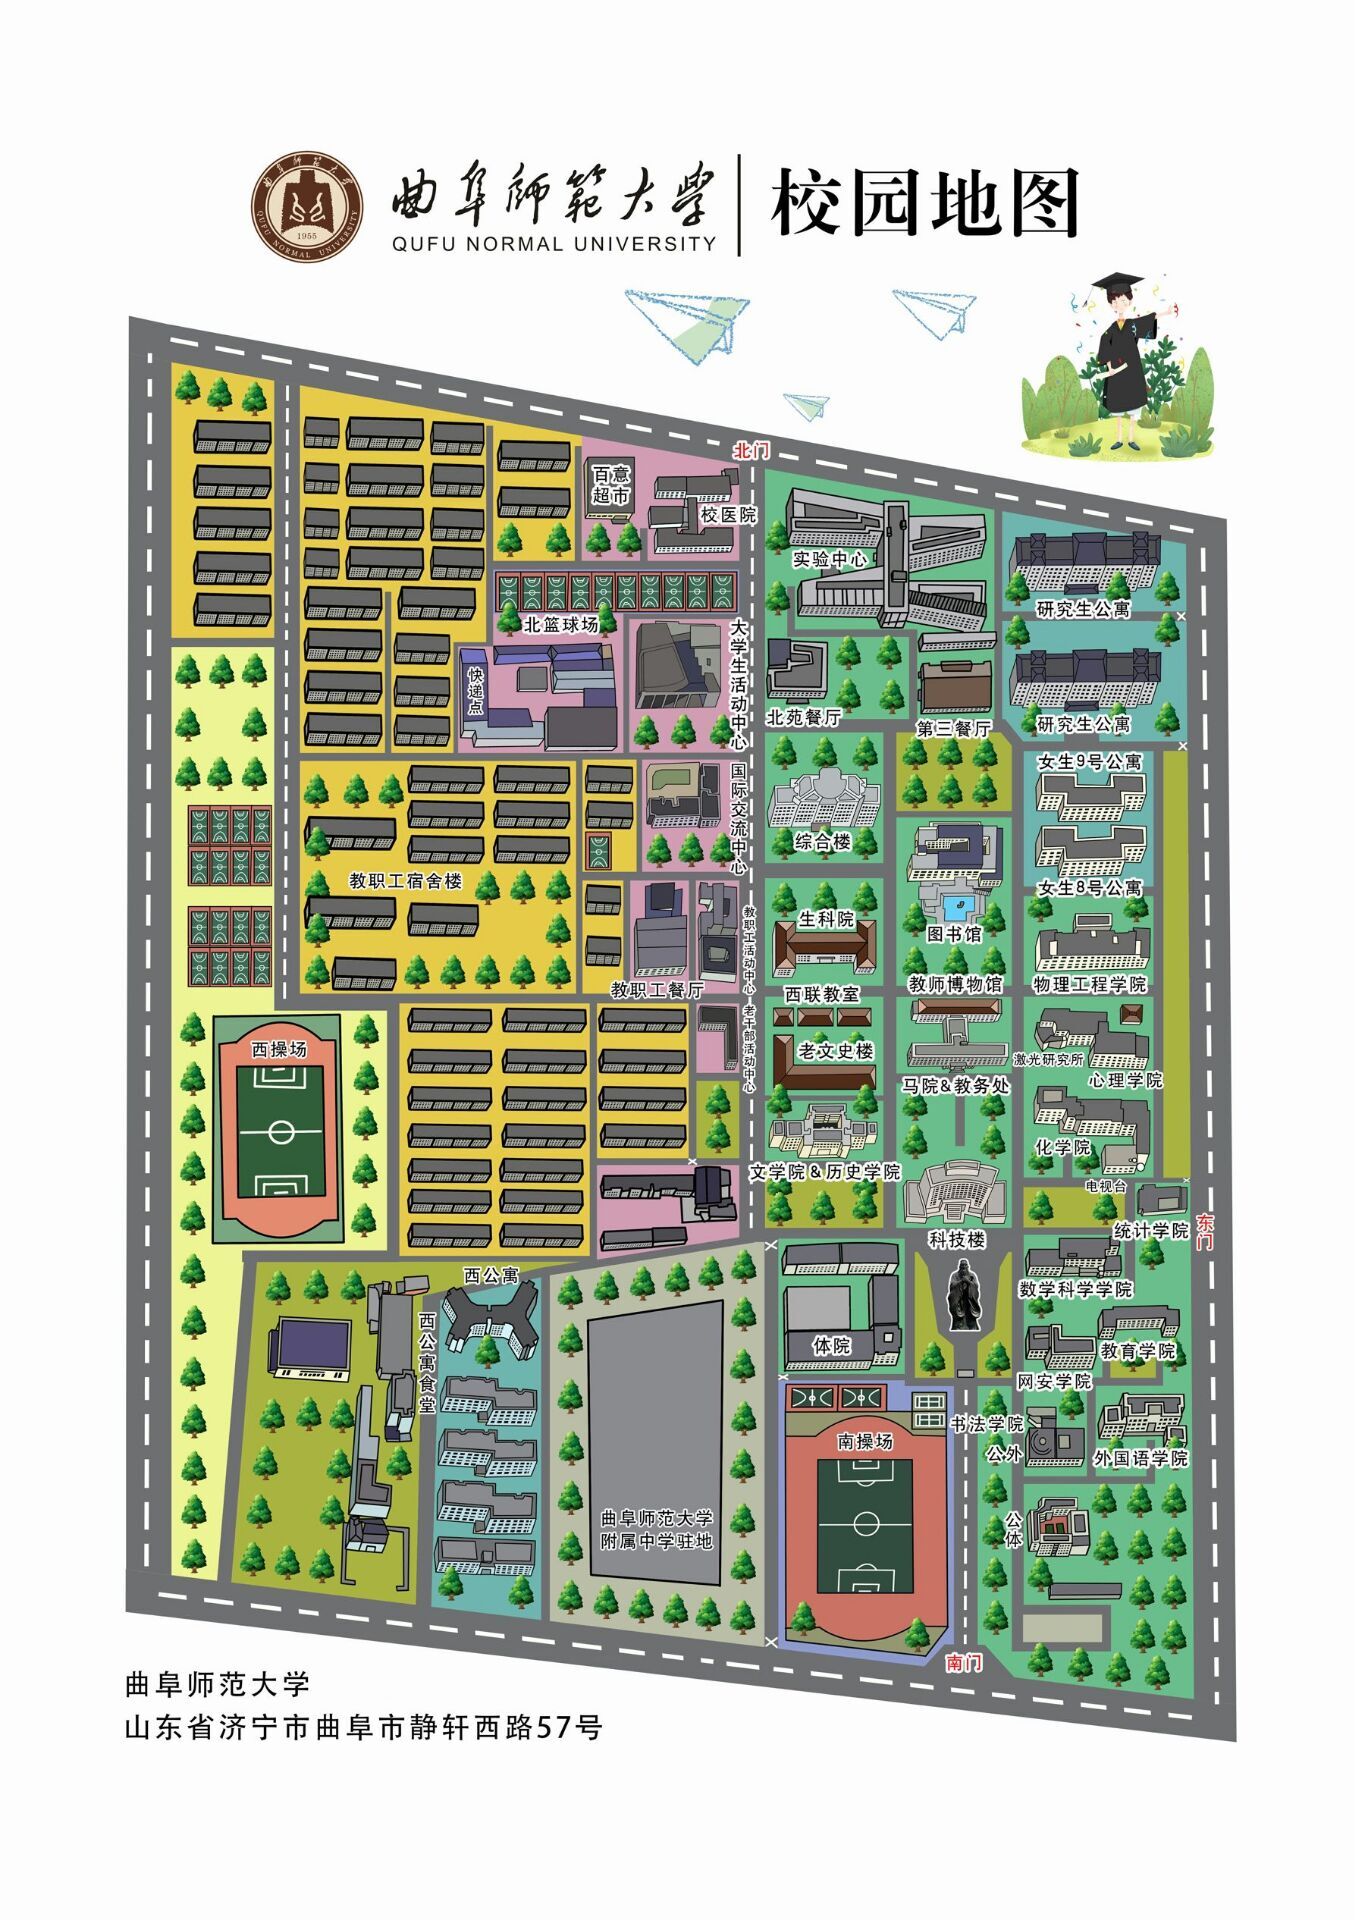 曲阜師範大學
QUFU NORMAL UNIVERSITY
校园地图
曲阜師範大學
1955
QUFU NORMAL UNIVERSITY
北门
百意
超市
校医院
实验中心
研究生公寓
北篮球场
大学生活动中心
快递点
北苑餐厅
第三餐厅
研究生公寓
女生9号公寓
国际交流中心
综合楼
教职工宿舍楼
女生8号公寓
生科院
图书馆
教职工活动中心
教职工餐厅
西联教室
教师博物馆
物理工程学院
老干部活动中心
西操场
老文史楼
激光研究所
心理学院
马院&教务处
化学院
文学院&历史学院
电视台
统计学院
东门
科技楼
西公寓
数学科学学院
西公寓食堂
体院
教育学院
网安学院
书法学院
南操场
公外
外国语学院
曲阜师范大学
附属中学驻地
公体
南门
曲阜师范大学
山东省济宁市曲阜市静轩西路57号